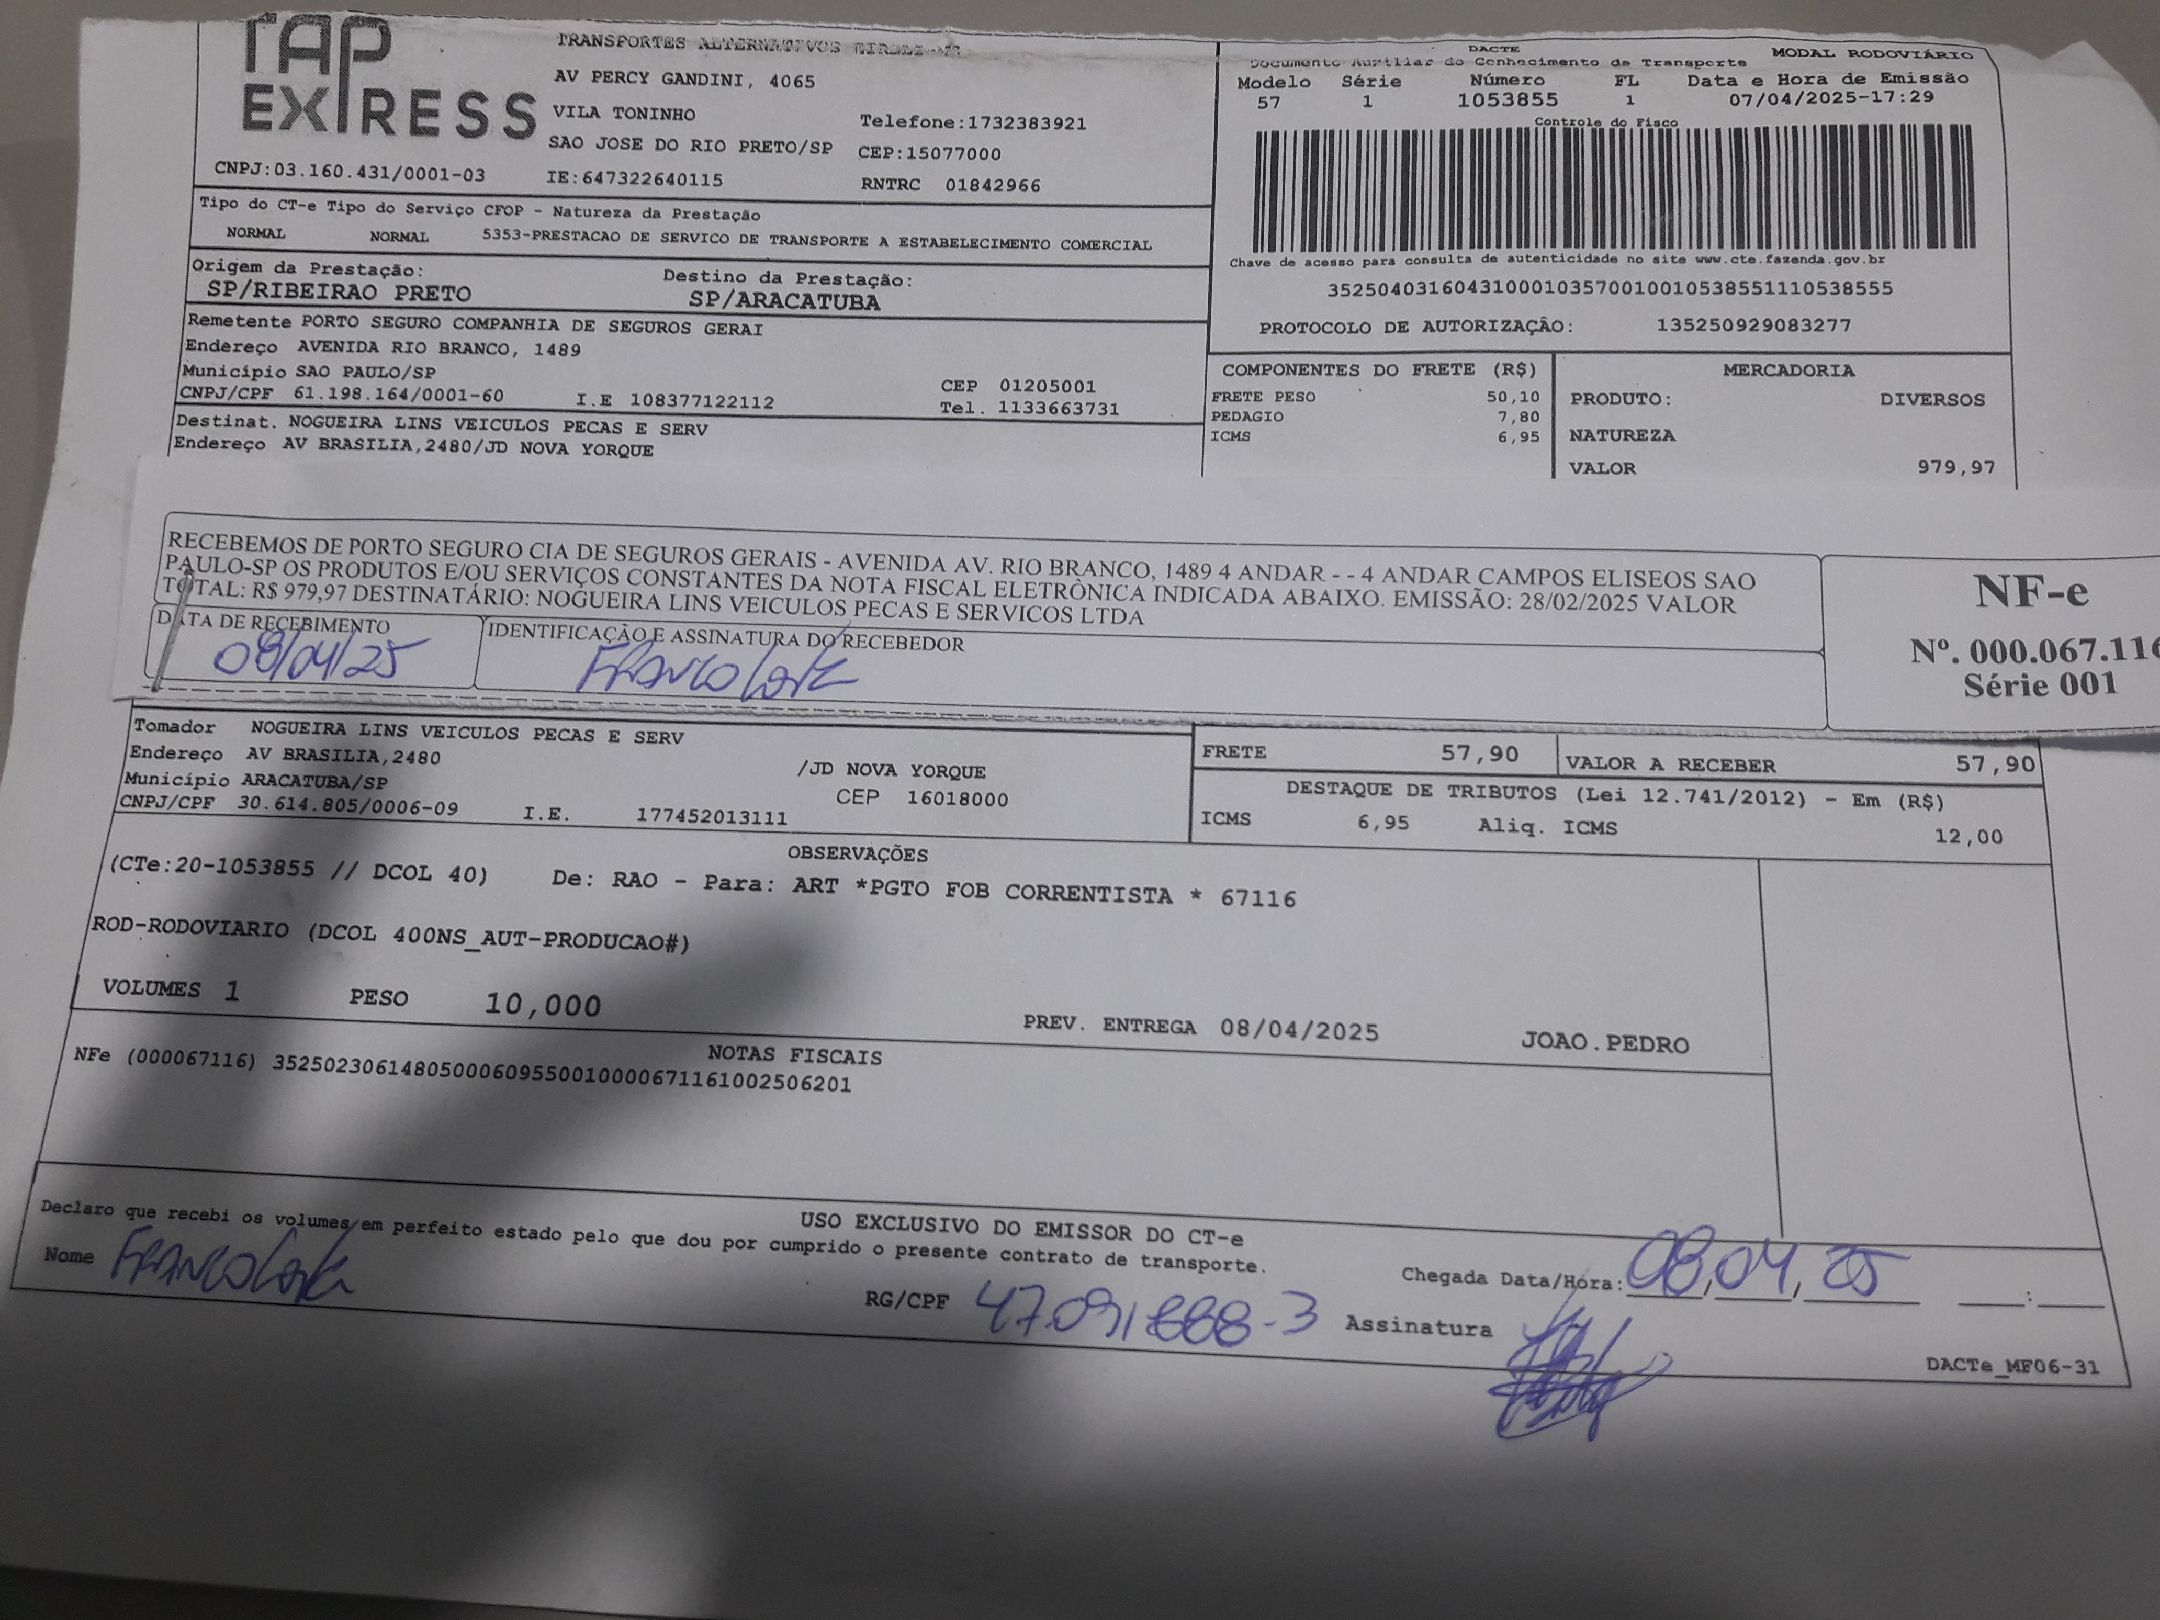 TAP
EXPRESS
TRANSPORTES ALTERNATIVOS
AV PERCY GANDINI, 4065
VILA TONINHO
Telefone:1732383921
SAO JOSE DO RIO PRETO/SP CEP:15077000
CNPJ:03.160.431/0001-03 IE:647322640115 RNTRC 01842966
DACTE MODAL RODOVIÁRIO
Documento Auxiliar do Conhecimento de Transporte
Modelo Série Número FL Data e Hora de Emissão
57 1 1053855 1 07/04/2025-17:29
Controle do Fisco
Chave de acesso para consulta de autenticidade no site www.cte.fazenda.gov.br
35250403160431000103570010010538551110538555
PROTOCOLO DE AUTORIZAÇÃO: 135250929083277
Tipo do CT-e Tipo do Serviço CFOP - Natureza da Prestação
NORMAL NORMAL 5353-PRESTACAO DE SERVICO DE TRANSPORTE A ESTABELECIMENTO COMERCIAL
Origem da Prestação: Destino da Prestação:
SP/RIBEIRAO PRETO SP/ARACATUBA
Remetente PORTO SEGURO COMPANHIA DE SEGUROS GERAI
Endereço AVENIDA RIO BRANCO, 1489
Município SAO PAULO/SP CEP 01205001
CNPJ/CPF 61.198.164/0001-60 I.E 108377122112 Tel. 1133663731
Destinat. NOGUEIRA LINS VEICULOS PECAS E SERV
Endereço AV BRASILIA,2480/JD NOVA YORQUE
COMPONENTES DO FRETE (R$) MERCADORIA
FRETE PESO 50,10 PRODUTO: DIVERSOS
PEDAGIO 7,80
ICMS 6,95 NATUREZA
VALOR 979,97
RECEBEMOS DE PORTO SEGURO CIA DE SEGUROS GERAIS - AVENIDA AV. RIO BRANCO, 1489 4 ANDAR - - 4 ANDAR CAMPOS ELISEOS SAO
PAULO-SP OS PRODUTOS E/OU SERVIÇOS CONSTANTES DA NOTA FISCAL ELETRÔNICA INDICADA ABAIXO. EMISSÃO: 28/02/2025 VALOR
TOTAL: R$ 979,97 DESTINATÁRIO: NOGUEIRA LINS VEICULOS PECAS E SERVICOS LTDA
DATA DE RECEBIMENTO IDENTIFICAÇÃO E ASSINATURA DO RECEBEDOR
08/04/25
NF-e
Nº. 000.067.116
Série 001
Tomador NOGUEIRA LINS VEICULOS PECAS E SERV
Endereço AV BRASILIA,2480 /JD NOVA YORQUE
Município ARACATUBA/SP CEP 16018000
CNPJ/CPF 30.614.805/0006-09 I.E. 177452013111
FRETE 57,90 VALOR A RECEBER 57,90
DESTAQUE DE TRIBUTOS (Lei 12.741/2012) - Em (R$)
ICMS 6,95 Aliq. ICMS 12,00
OBSERVAÇÕES
(CTe:20-1053855 // DCOL 40) De: RAO - Para: ART *PGTO FOB CORRENTISTA * 67116
ROD-RODOVIARIO (DCOL 400NS_AUT-PRODUCAO#)
VOLUMES 1 PESO 10,000 PREV. ENTREGA 08/04/2025 JOAO.PEDRO
NOTAS FISCAIS
NFe (000067116) 35250230614805000609550010000671161002506201
USO EXCLUSIVO DO EMISSOR DO CT-e
Declaro que recebi os volumes em perfeito estado pelo que dou por cumprido o presente contrato de transporte.
Nome RG/CPF 47.091888-3 Assinatura Chegada Data/Hora: 08,04,25 :
DACTe_MF06-31